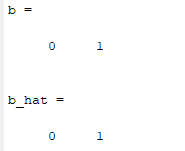 b =
0 1
b_hat =
0 1